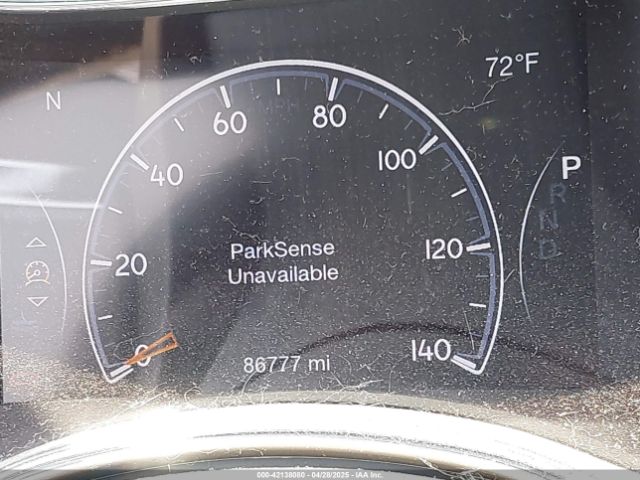 N
72°F
MPH
0
20
40
60
80
100
120
140
P
R
N
D
ParkSense
Unavailable
86777 mi
000-42138080 - 04/28/2025 - IAA Inc.